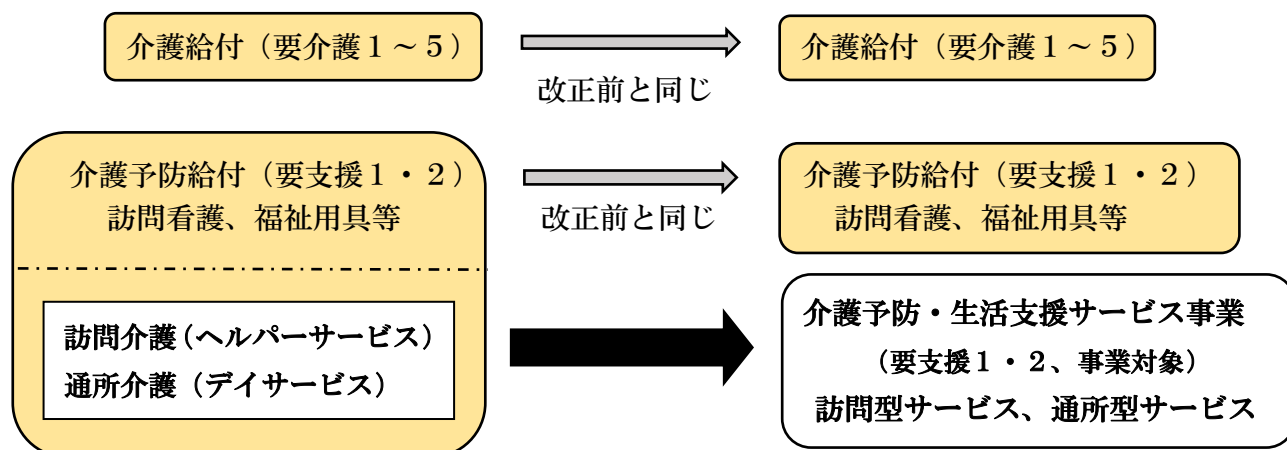 介護給付（要介護１～５）
改正前と同じ
介護給付（要介護１～５）
介護予防給付（要支援１・２）
訪問看護、福祉用具等
改正前と同じ
介護予防給付（要支援１・２）
訪問看護、福祉用具等
訪問介護（ヘルパーサービス）
通所介護（デイサービス）
介護予防・生活支援サービス事業
（要支援１・２、事業対象）
訪問型サービス、通所型サービス